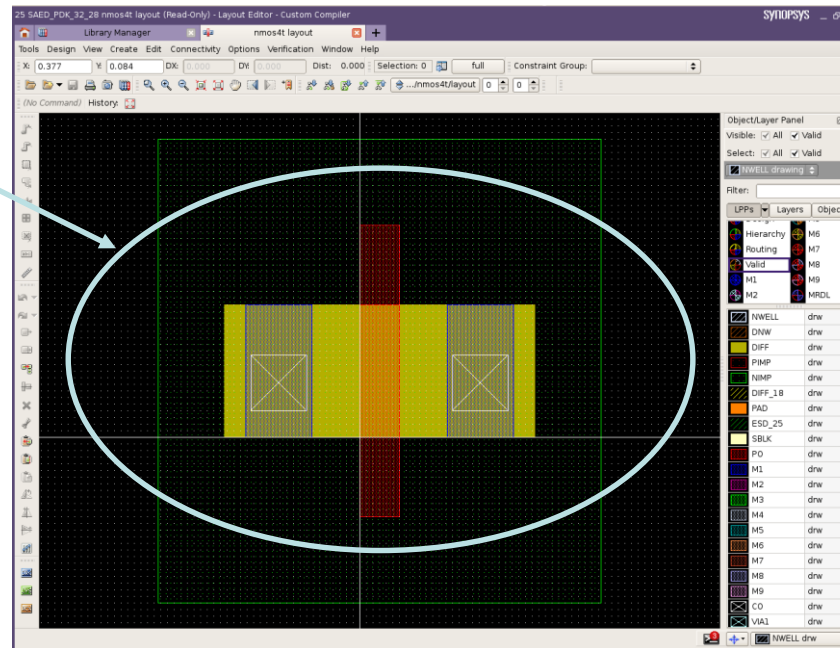 25 SAED_PDK_32_28 nmos4t layout (Read-Only) - Layout Editor - Custom Compiler
SYNOPSYS
Library Manager
nmos4t layout
Tools Design View Create Edit Connectivity Options Verification Window Help
X: 0.377 Y: 0.084 DX: 0.000 DY: 0.000 Dist: 0.000 Selection: 0 full Constraint Group:
.../nmos4t/layout 0 0
(No Command) History:
Object/Layer Panel
Visible: All Valid
Select: All Valid
NWELL drawing
Filter:
LPPs Layers Objec
Hierarchy M6
Routing M7
Valid M8
M1 M9
M2 MRDL
NWELL drw
DNW drw
DIFF drw
PIMP drw
NIMP drw
DIFF_18 drw
PAD drw
ESD_25 drw
SBLK drw
PO drw
M1 drw
M2 drw
M3 drw
M4 drw
M5 drw
M6 drw
M7 drw
M8 drw
M9 drw
CO drw
VIA1 drw
NWELL drw